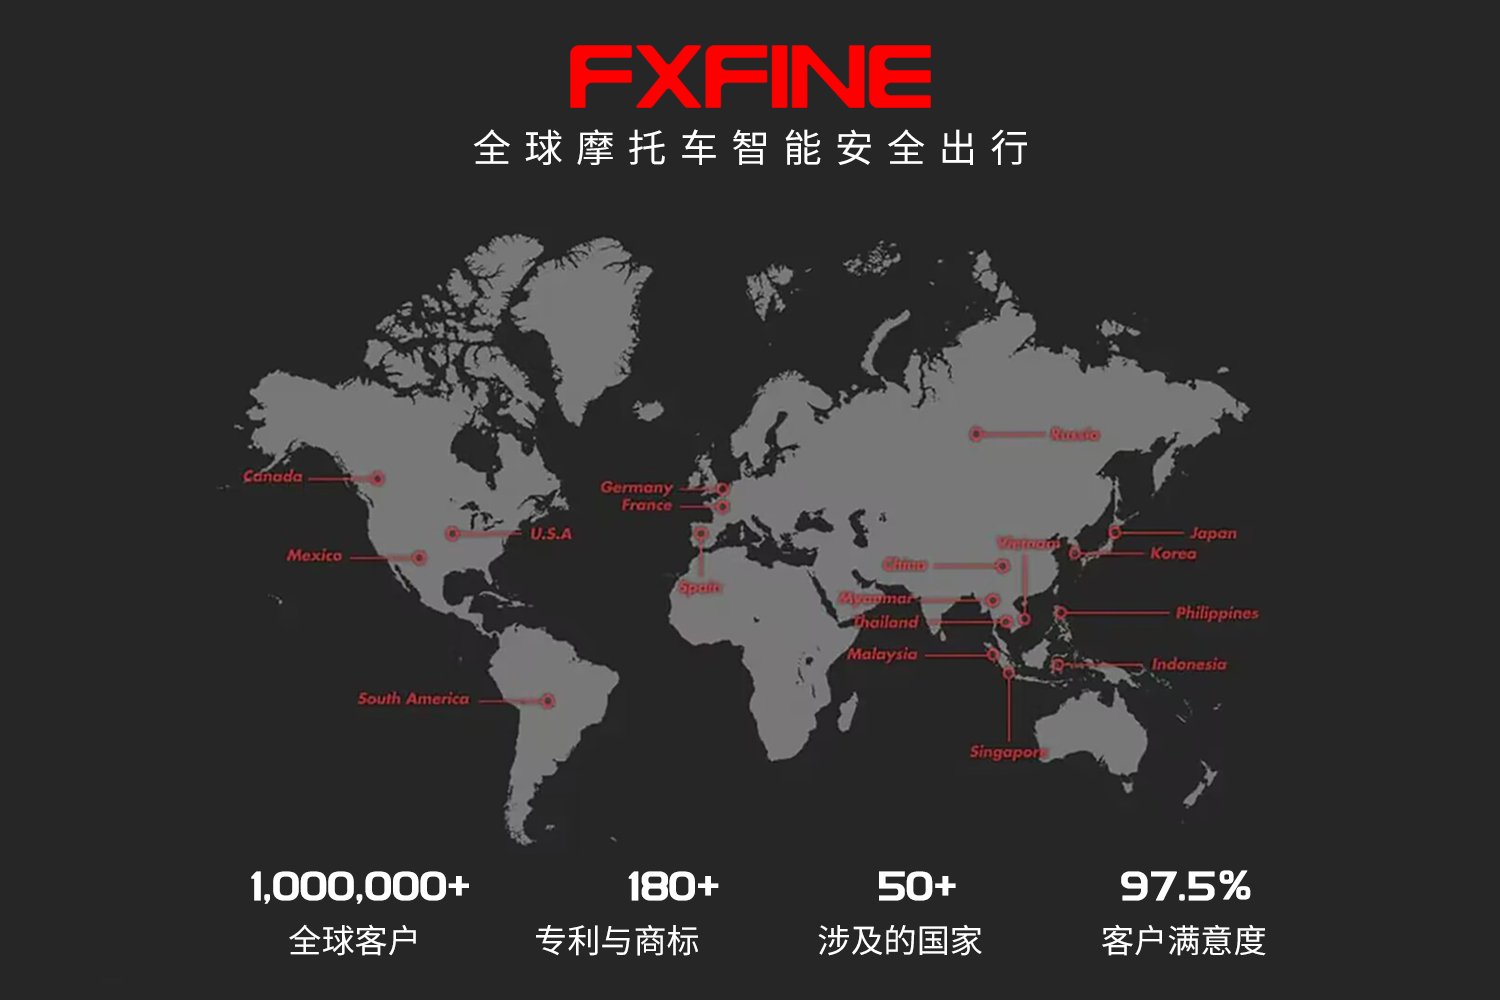 FXFINE
全球摩托车智能安全出行
Russia
Canada
Germany
France
U.S.A
Japan
Vietnam
Korea
Mexico
China
Spain
Myanmar
Philippines
Thailand
Malaysia
Indonesia
South America
Singapore
1,000,000+
180+
50+
97.5%
全球客户
专利与商标
涉及的国家
客户满意度